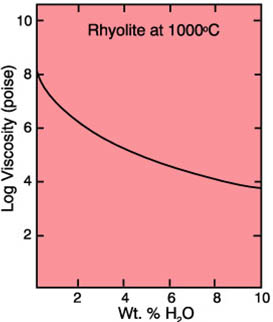 Rhyolite at 1000°C
Log Viscosity (poise)
10
8
6
4
2
2 4 6 8 10
Wt. % H₂O